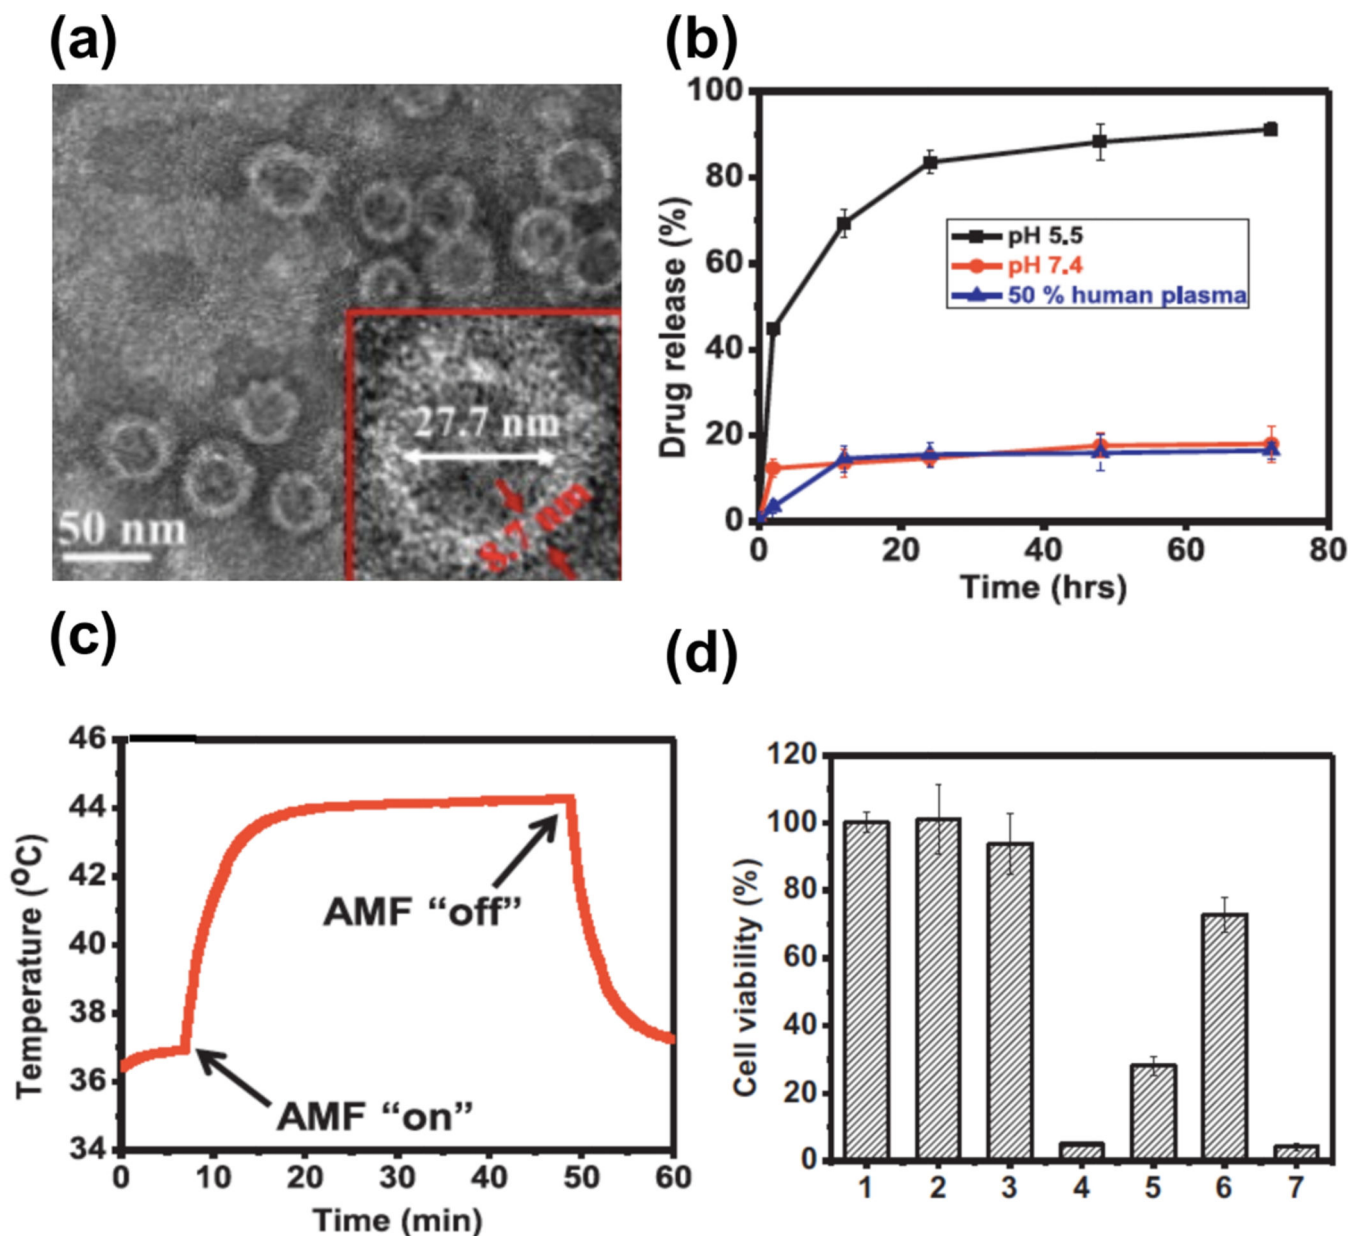 (a)
27.7 nm
8.7 nm
50 nm
(b)
100
80
60
40
20
0
Drug release (%)
pH 5.5
pH 7.4
50 % human plasma
0 20 40 60 80
Time (hrs)
(c)
46
44
42
40
38
36
34
Temperature (⁰C)
AMF “off”
AMF “on”
0 10 20 30 40 50 60
Time (min)
(d)
120
100
80
60
40
20
0
Cell viability (%)
1 2 3 4 5 6 7